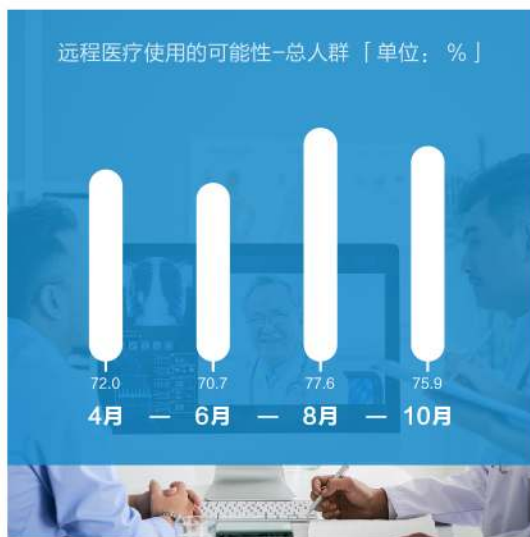 远程医疗使用的可能性-总人群「单位： %」
72.0 70.7 77.6 75.9
4月 — 6月 — 8月 — 10月